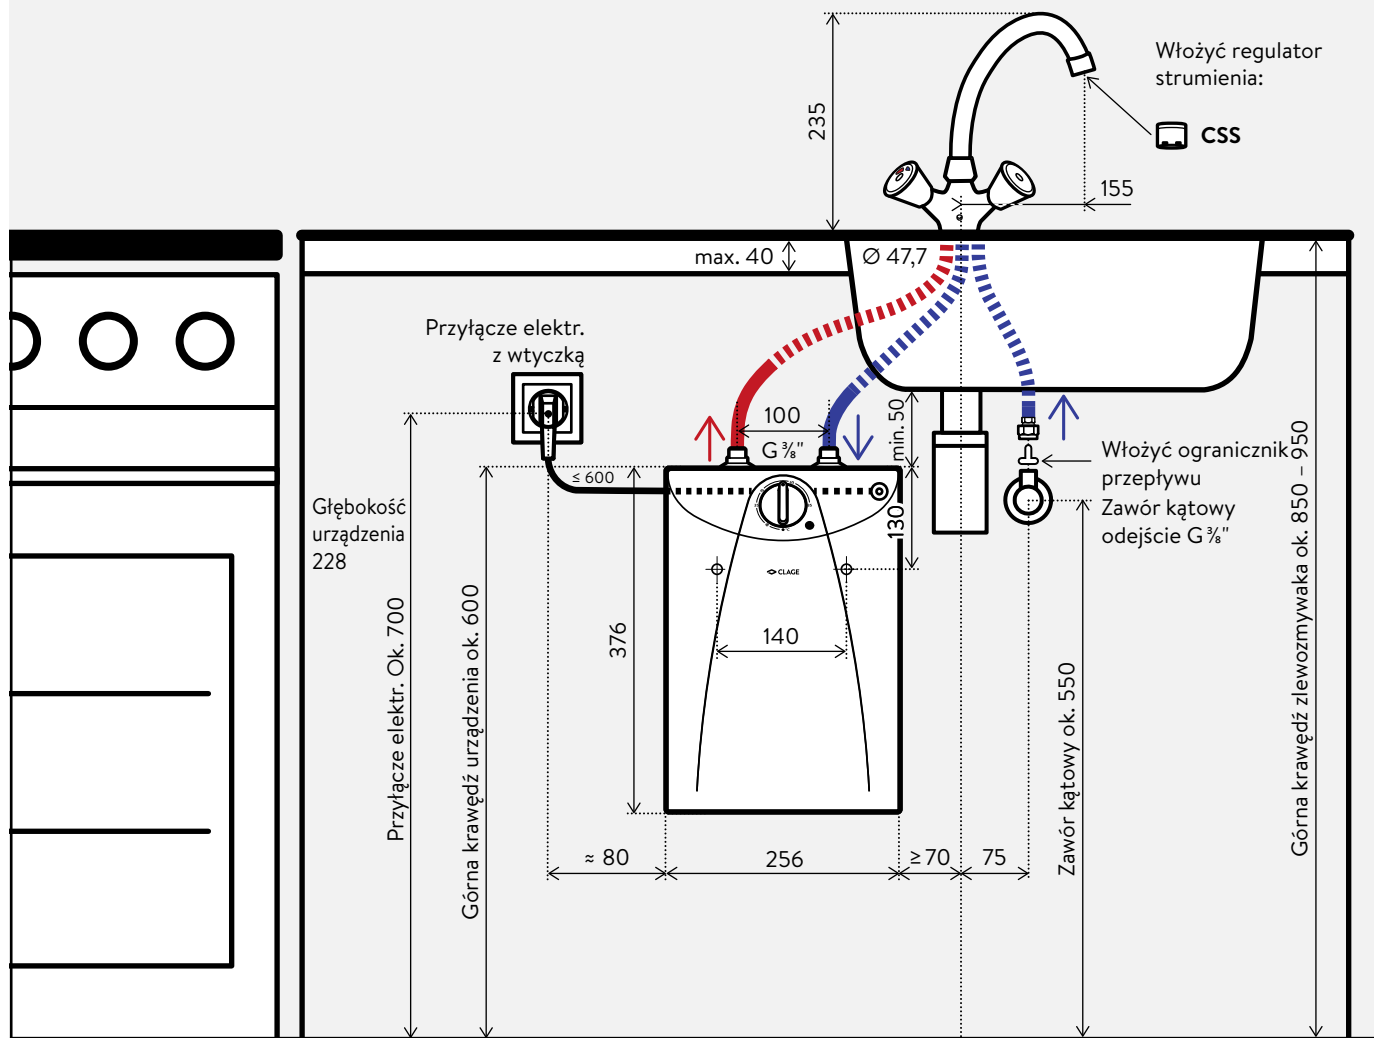 Włożyć regulator
strumienia:
CSS
235
155
max. 40
Ø 47,7
Przyłącze elektr.
z wtyczką
100
G ⅜"
min. 50
≤ 600
Włożyć ogranicznik
przepływu
Zawór kątowy
odejście G ⅜"
Głębokość
urządzenia
228
130
CLAGE
140
376
Przyłącze elektr. Ok. 700
Górna krawędź urządzenia ok. 600
Zawór kątowy ok. 550
Górna krawędź zlewozmywaka ok. 850 – 950
≈ 80
256
≥ 70
75